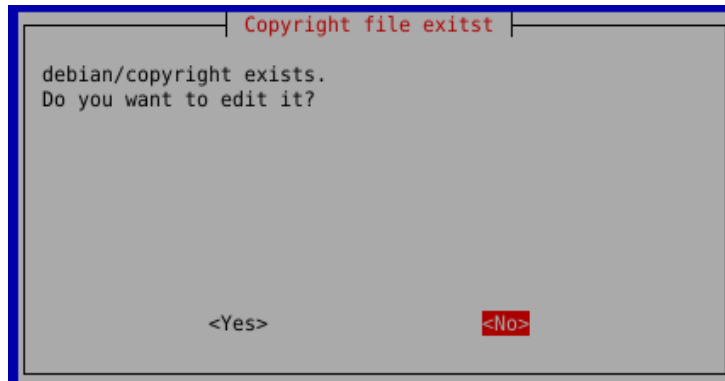 Copyright file exitst
debian/copyright exists.
Do you want to edit it?
<Yes> <No>